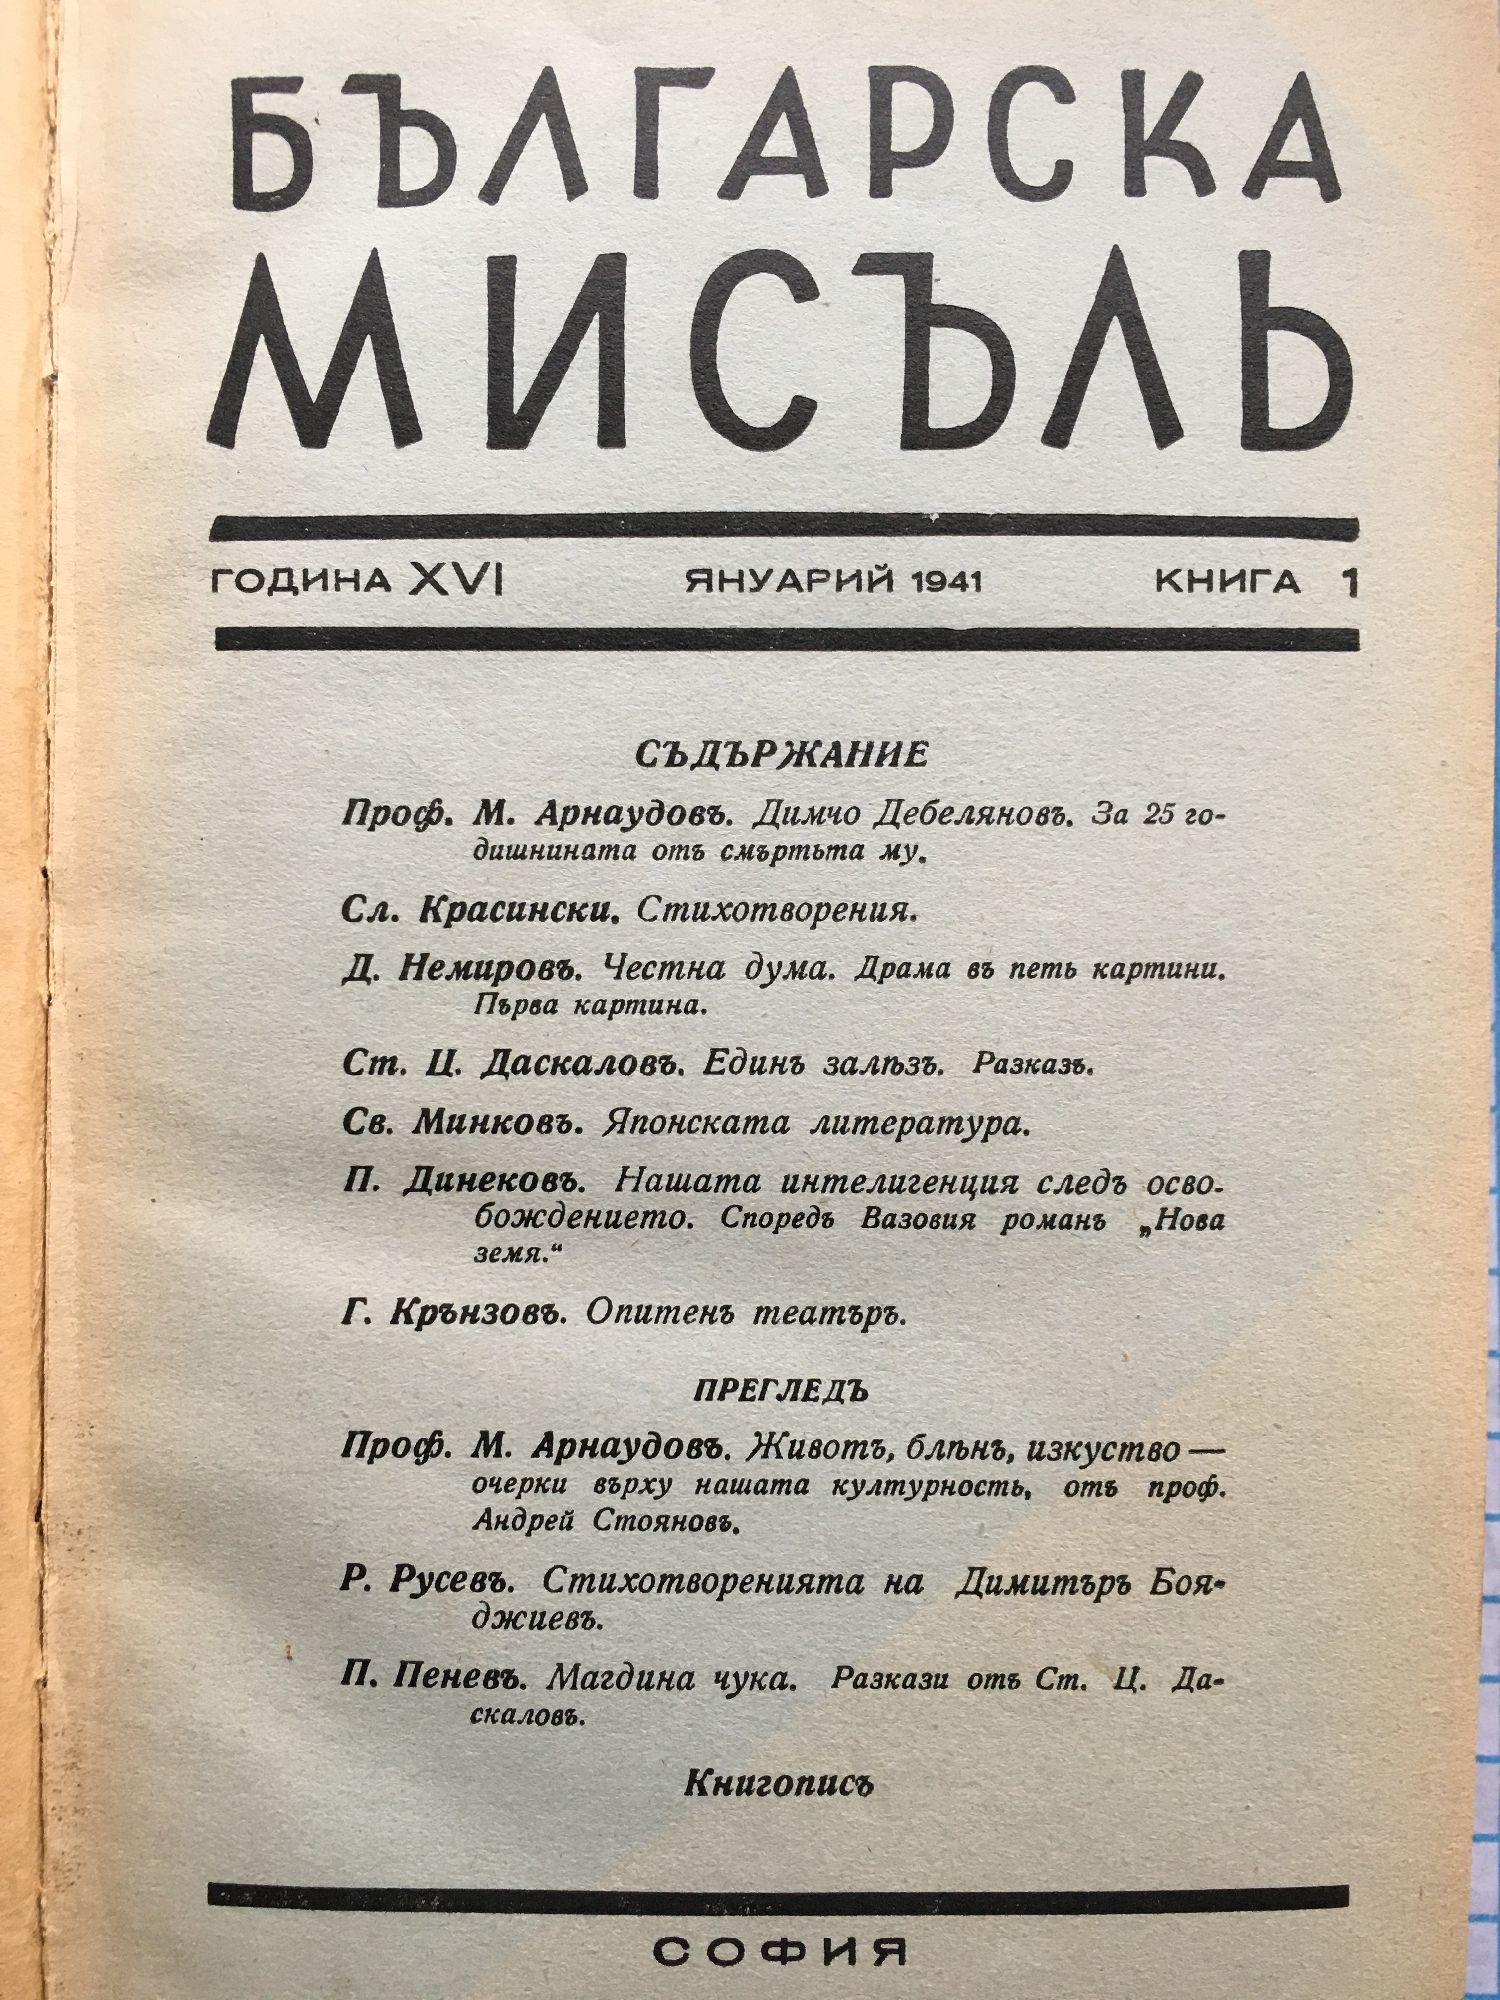 БЪЛГАРСКА
МИСЪЛЬ
ГОДИНА XVI ЯНУАРИЙ 1941 КНИГА 1
СЪДЪРЖАНИЕ
Проф. М. Арнаудовъ. Димчо Дебеляновъ. За 25 го-
дишнината отъ смъртьта му.
Сл. Красински. Стихотворения.
Д. Немировъ. Честна дума. Драма въ петь картини.
Първа картина.
Ст. Ц. Даскаловъ. Единъ залѣзъ. Разказъ.
Св. Минковъ. Японската литература.
П. Динековъ. Нашата интелигенция следъ осво-
бождението. Споредъ Вазовия романъ „Нова
земя.“
Г. Крънзовъ. Опитенъ театъръ.
ПРЕГЛЕДЪ
Проф. М. Арнаудовъ. Животъ, блѣнъ, изкуство —
очерки върху нашата културность, отъ проф.
Андрей Стояновъ.
Р. Русевъ. Стихотворенията на Димитъръ Боя-
джиевъ.
П. Пеневъ. Магдина чука. Разкази отъ Ст. Ц. Да-
скаловъ.
Книгописъ
СОФИЯ